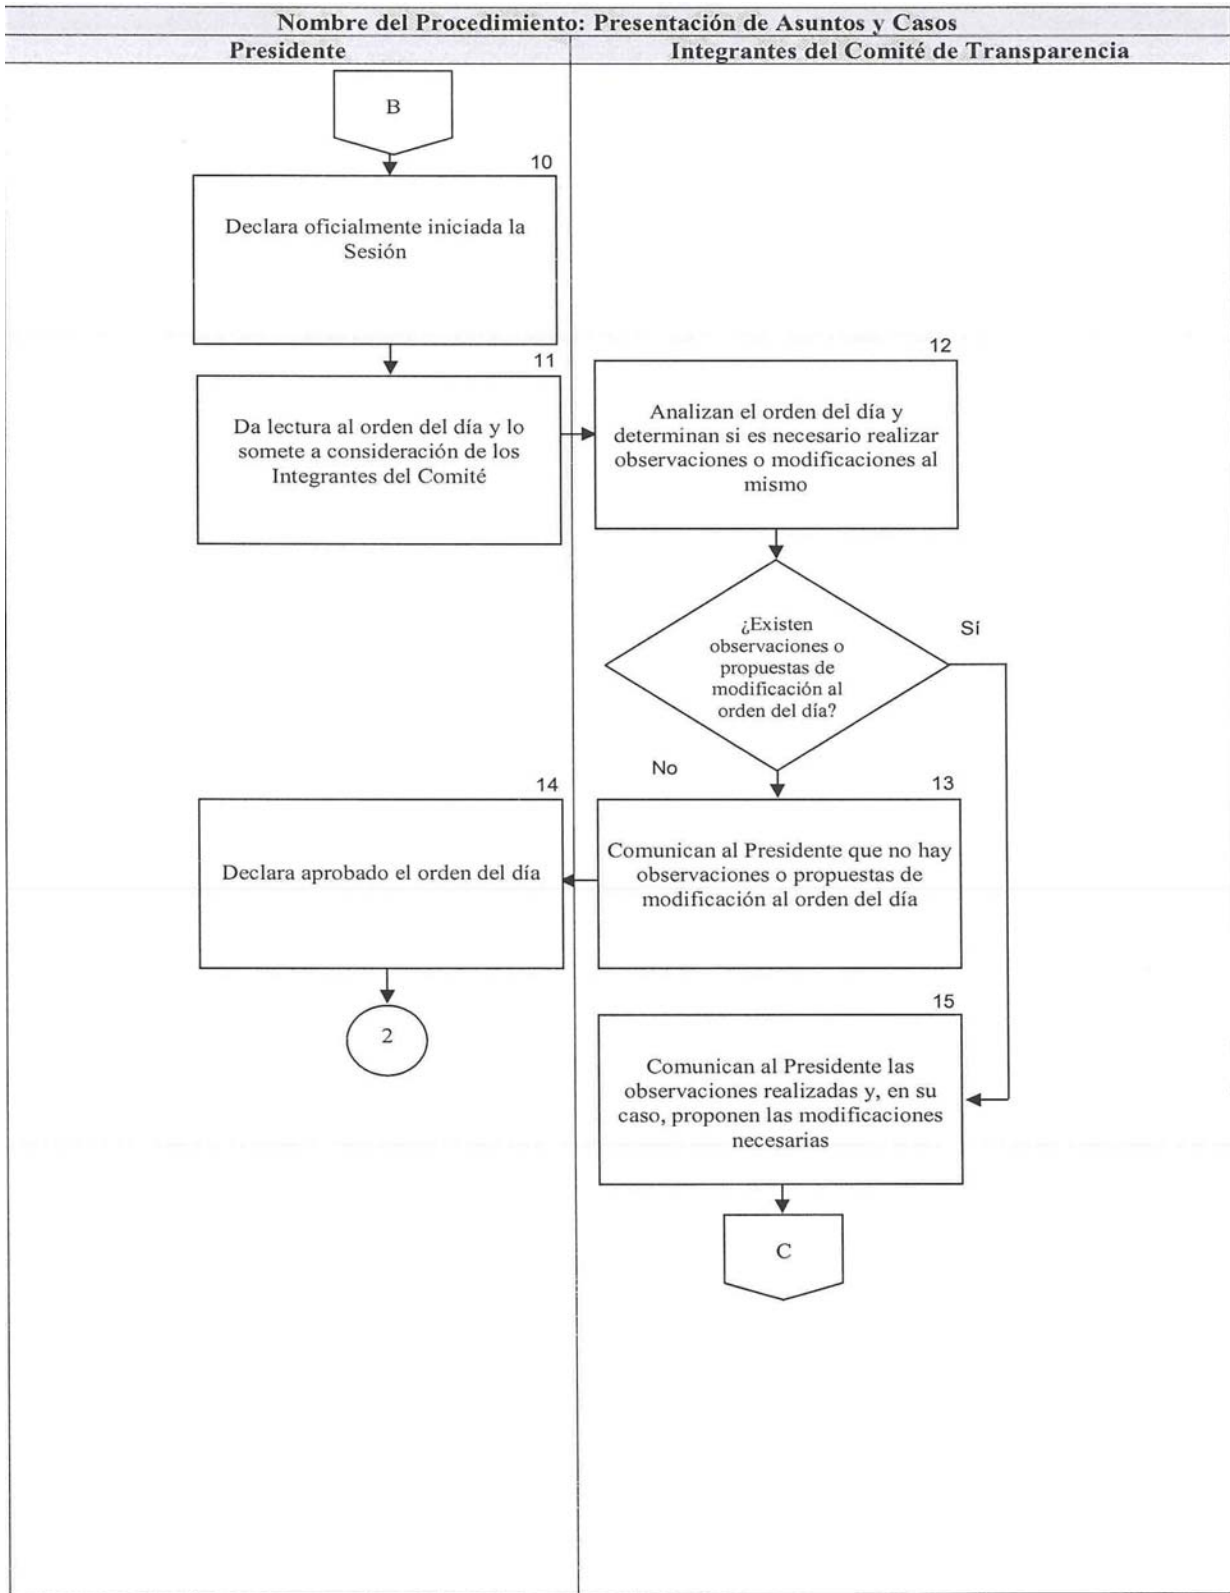 Nombre del Procedimiento: Presentación de Asuntos y Casos
Presidente
Integrantes del Comité de Transparencia
B
10
Declara oficialmente iniciada la
Sesión
11
Da lectura al orden del día y lo
somete a consideración de los
Integrantes del Comité
12
Analizan el orden del día y
determinan si es necesario realizar
observaciones o modificaciones al
mismo
¿Existen
observaciones o
propuestas de
modificación al
orden del día?
Sí
No
13
Comunican al Presidente que no hay
observaciones o propuestas de
modificación al orden del día
14
Declara aprobado el orden del día
2
15
Comunican al Presidente las
observaciones realizadas y, en su
caso, proponen las modificaciones
necesarias
C